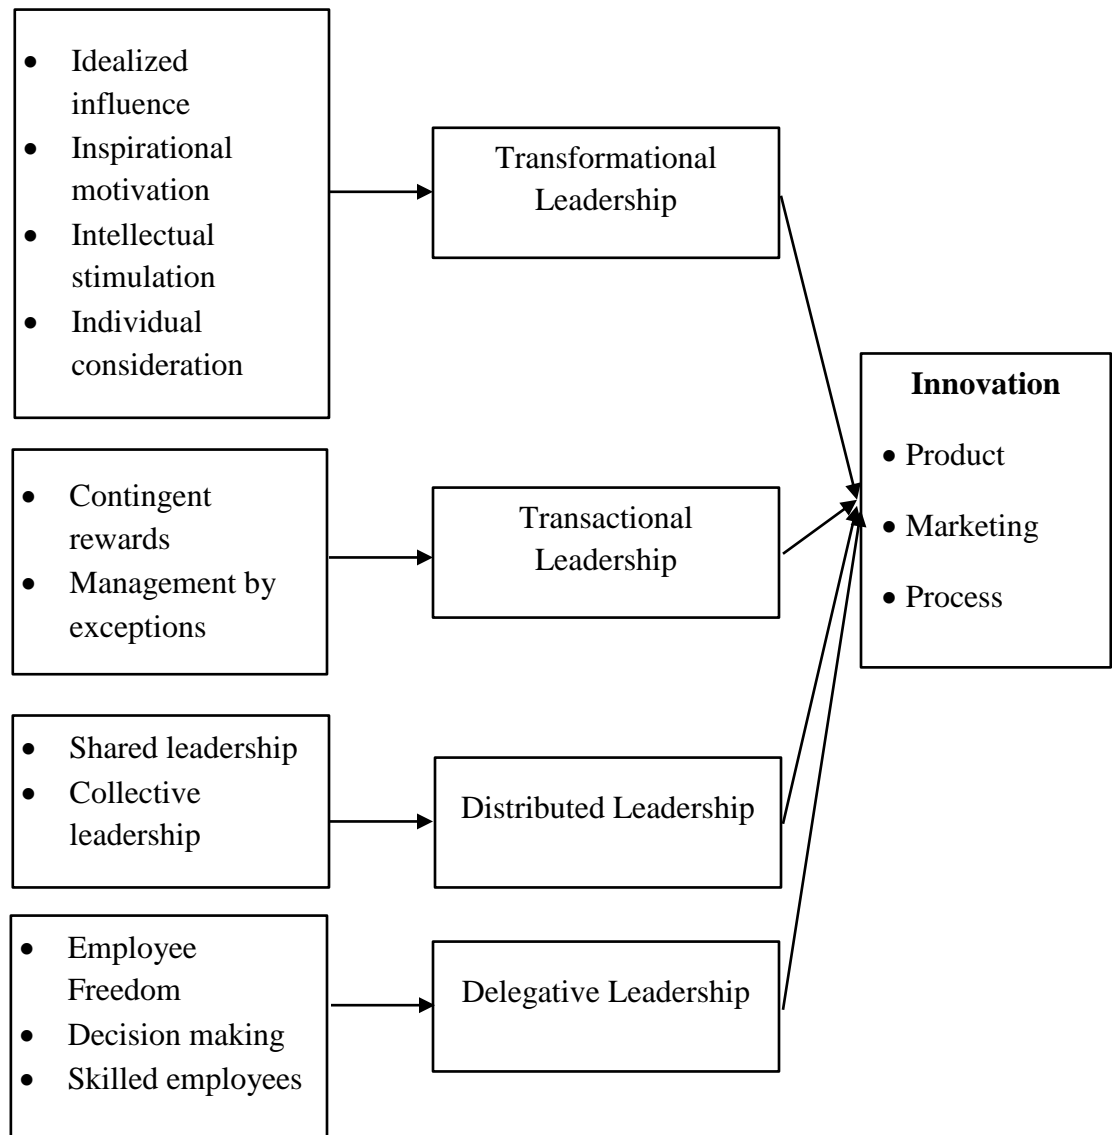 • Idealized
influence
• Inspirational
motivation
• Intellectual
stimulation
• Individual
consideration
Transformational
Leadership
• Contingent
rewards
• Management by
exceptions
Transactional
Leadership
• Shared leadership
• Collective
leadership
Distributed Leadership
• Employee
Freedom
• Decision making
• Skilled employees
Delegative Leadership
Innovation
• Product
• Marketing
• Process